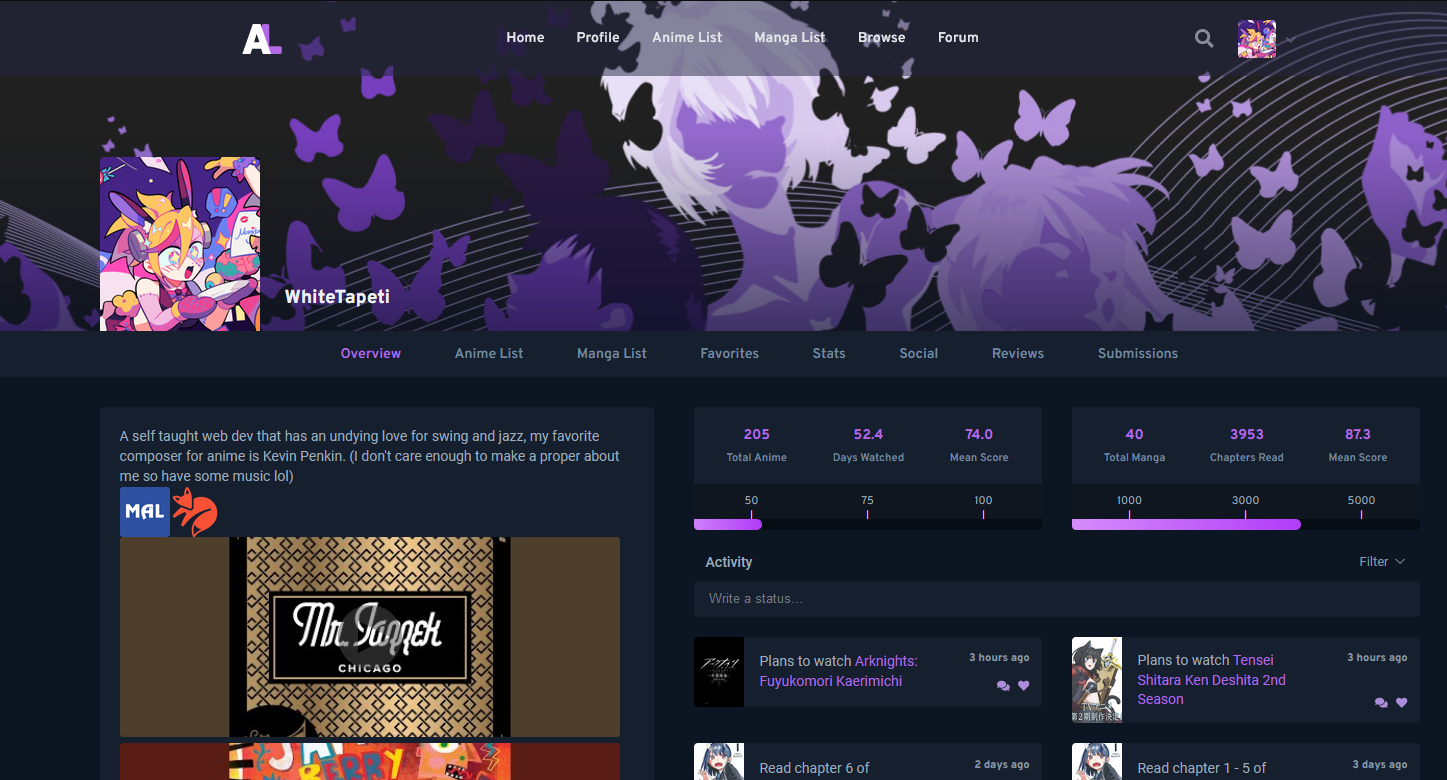 AL
Home Profile Anime List Manga List Browse Forum
WhiteTapeti
Overview Anime List Manga List Favorites Stats Social Reviews Submissions
A self taught web dev that has an undying love for swing and jazz, my favorite
composer for anime is Kevin Penkin. (I don't care enough to make a proper about
me so have some music lol)
MAL
CHICAGO
205 52.4 74.0
Total Anime Days Watched Mean Score
50 75 100
40 3953 87.3
Total Manga Chapters Read Mean Score
1000 3000 5000
Activity
Filter
Write a status...
Plans to watch Arknights:
Fuyukomori Kaerimichi
3 hours ago
Plans to watch Tensei
Shitara Ken Deshita 2nd
Season
3 hours ago
Read chapter 6 of
2 days ago
Read chapter 1 - 5 of
3 days ago